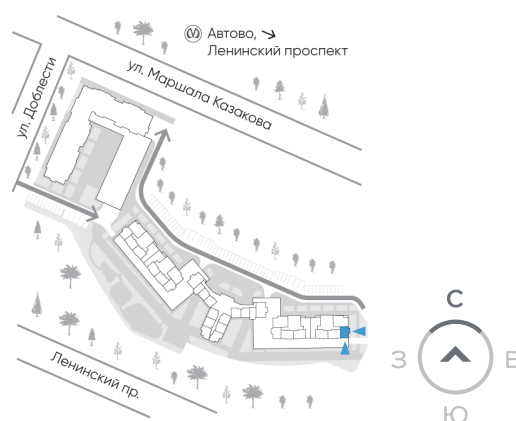 М Автово, ↘
Ленинский проспект
ул. Маршала Казакова
ул. Доблести
С
З
В
Ю
Ленинский пр.